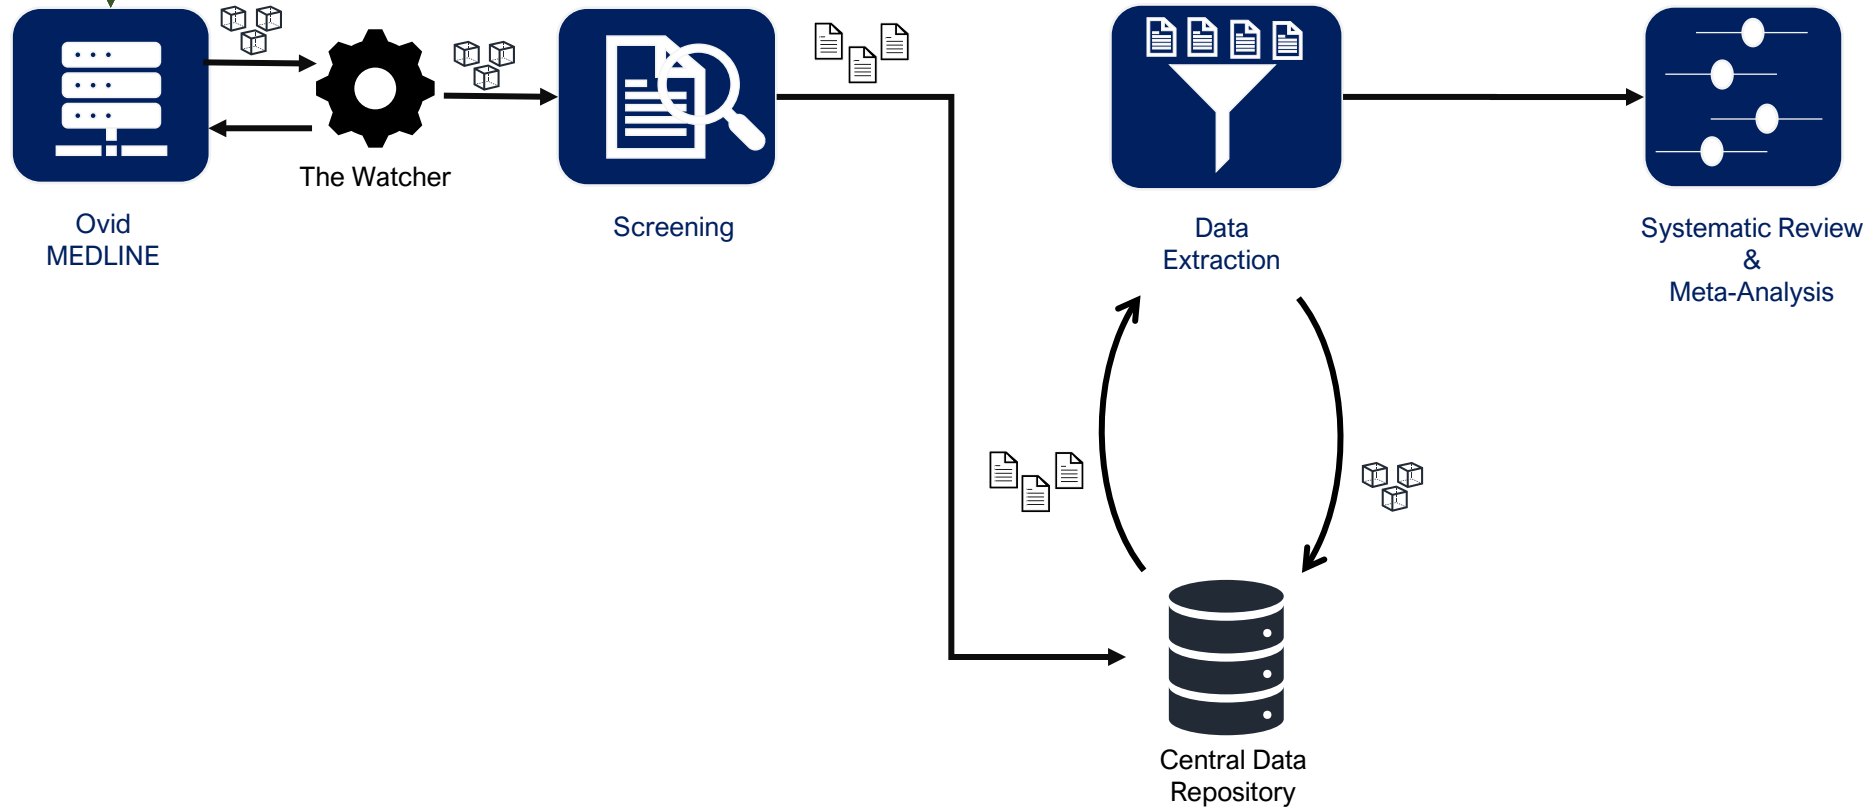 The Watcher
Ovid
MEDLINE
Screening
Data
Extraction
Systematic Review
&
Meta-Analysis
Central Data
Repository